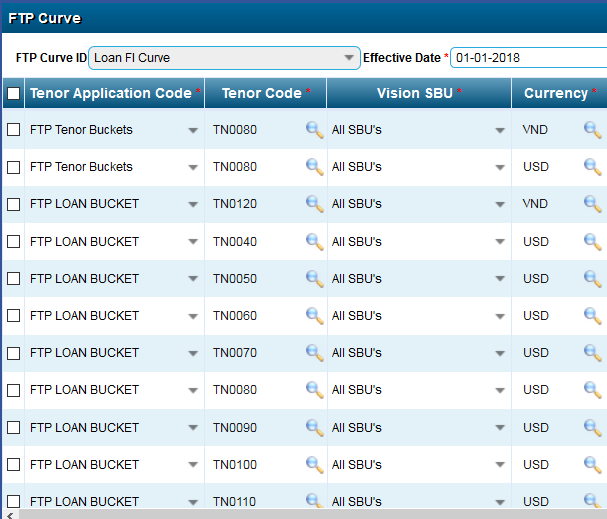 FTP Curve
FTP Curve ID Loan FI Curve Effective Date * 01-01-2018
Tenor Application Code * Tenor Code * Vision SBU * Currency *
FTP Tenor Buckets TN0080 All SBU's VND
FTP Tenor Buckets TN0080 All SBU's USD
FTP LOAN BUCKET TN0120 All SBU's VND
FTP LOAN BUCKET TN0040 All SBU's USD
FTP LOAN BUCKET TN0050 All SBU's USD
FTP LOAN BUCKET TN0060 All SBU's USD
FTP LOAN BUCKET TN0070 All SBU's USD
FTP LOAN BUCKET TN0080 All SBU's USD
FTP LOAN BUCKET TN0090 All SBU's USD
FTP LOAN BUCKET TN0100 All SBU's USD
FTP LOAN BUCKET TN0110 All SBU's USD